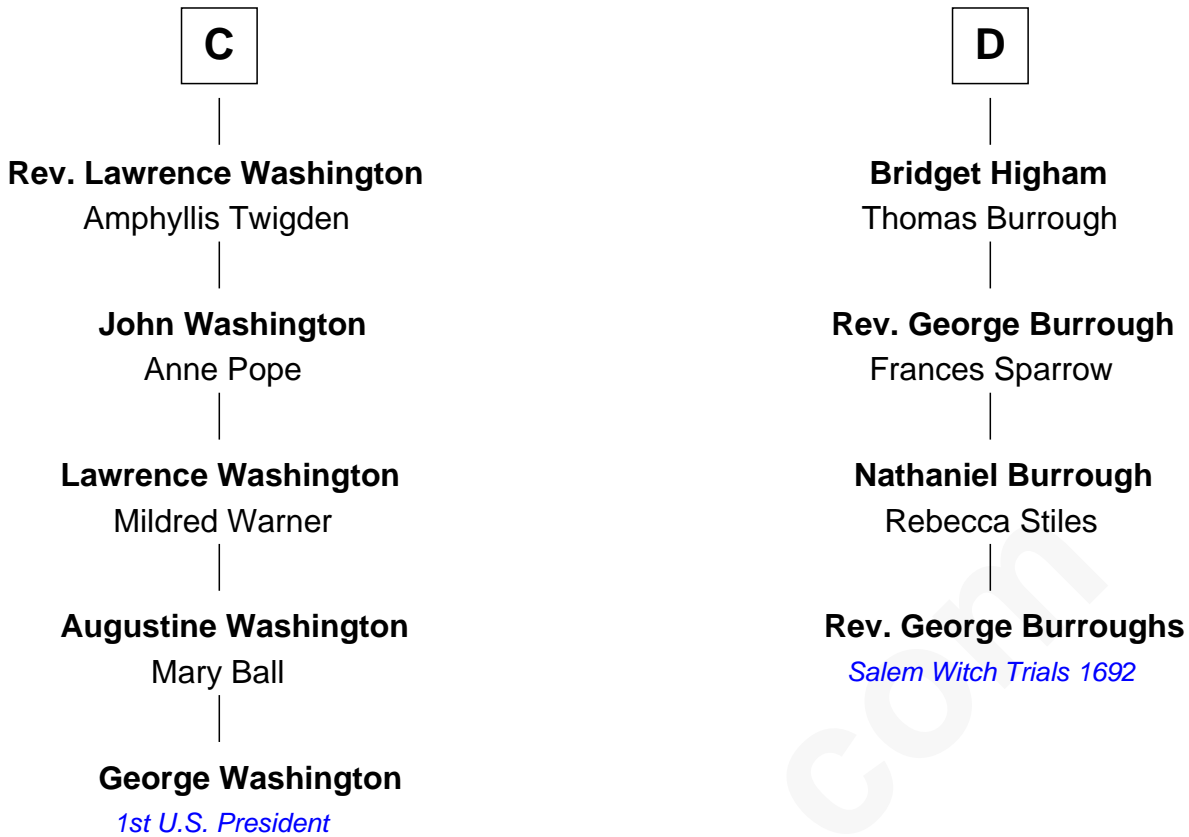 C
Rev. Lawrence Washington
Amphyllis Twigden
John Washington
Anne Pope
Lawrence Washington
Mildred Warner
Augustine Washington
Mary Ball
George Washington
1st U.S. President
D
Bridget Higham
Thomas Burrough
Rev. George Burrough
Frances Sparrow
Nathaniel Burrough
Rebecca Stiles
Rev. George Burroughs
Salem Witch Trials 1692
com